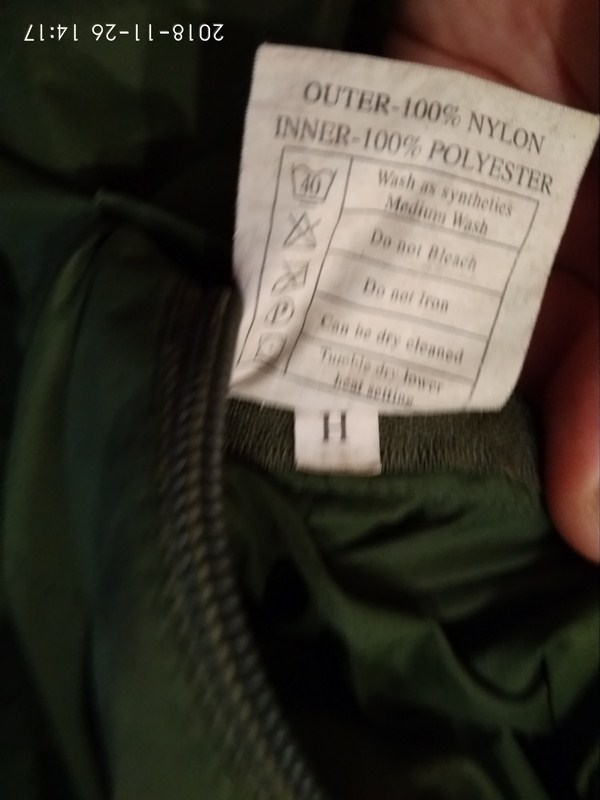 2018-11-26 14:17
OUTER-100% NYLON
INNER-100% POLYESTER
40
Wash as synthetics
Medium Wash
Do not Bleach
Do not Iron
Can be dry cleaned
Tumble dry lower
heat setting
H